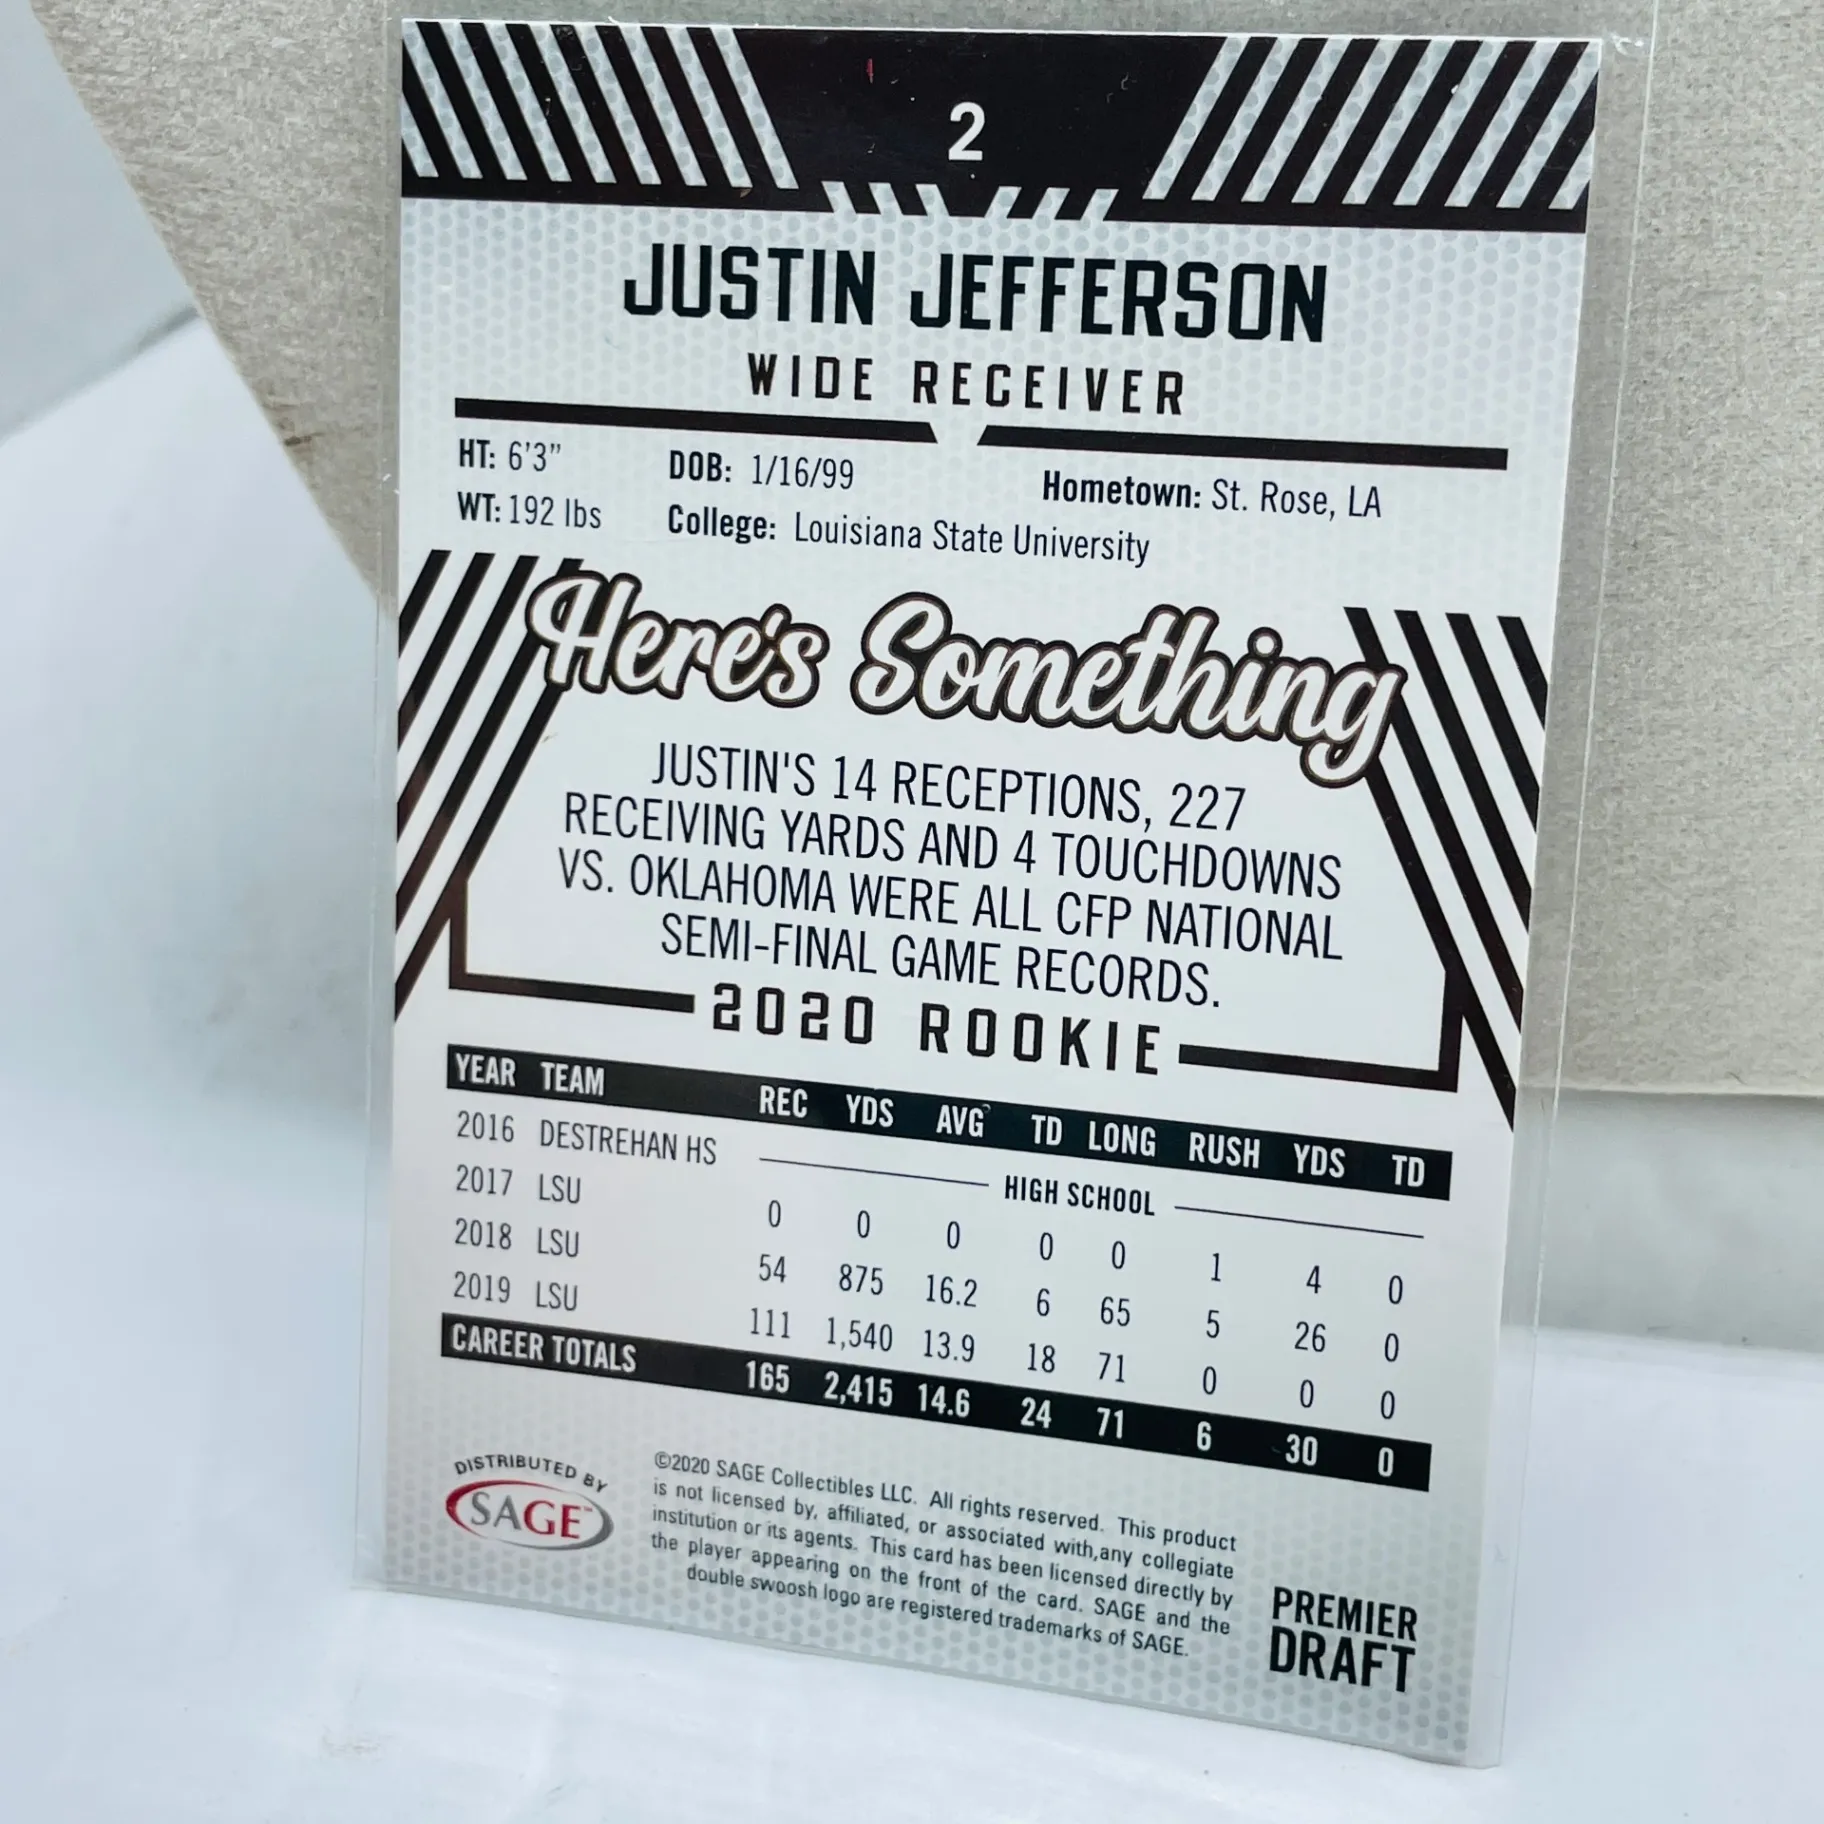 2
JUSTIN JEFFERSON
WIDE RECEIVER
HT: 6'3" DOB: 1/16/99 Hometown: St. Rose, LA
WT: 192 lbs College: Louisiana State University
Here's Something
JUSTIN'S 14 RECEPTIONS, 227
RECEIVING YARDS AND 4 TOUCHDOWNS
VS. OKLAHOMA WERE ALL CFP NATIONAL
SEMI-FINAL GAME RECORDS.
2020 ROOKIE
YEAR TEAM REC YDS AVG TD LONG RUSH YDS TD
2016 DESTREHAN HS HIGH SCHOOL
2017 LSU 0 0 0 0 0 1 4 0
2018 LSU 54 875 16.2 6 65 5 26 0
2019 LSU 111 1,540 13.9 18 71 0 0 0
CAREER TOTALS 165 2,415 14.6 24 71 6 30 0
DISTRIBUTED BY
SAGE™
©2020 SAGE Collectibles LLC. All rights reserved. This product
is not licensed by, affiliated, or associated with,any collegiate
institution or its agents. This card has been licensed directly by
the player appearing on the front of the card. SAGE and the
double swoosh logo are registered trademarks of SAGE.
PREMIER
DRAFT